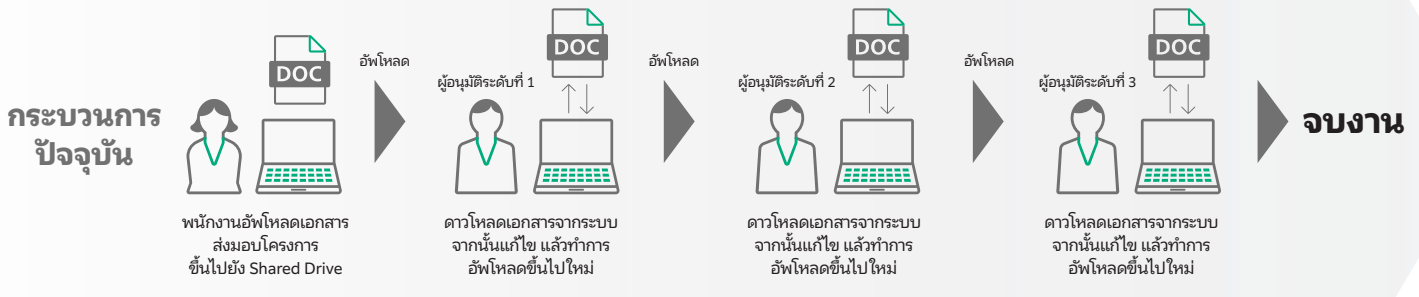 กระบวนการ
ปัจจุบัน
DOC
พนักงานอัพโหลดเอกสาร
ส่งมอบโครงการ
ขึ้นไปยัง Shared Drive
อัพโหลด
DOC
ผู้อนุมัติระดับที่ 1
ดาวโหลดเอกสารจากระบบ
จากนั้นแก้ไข แล้วทำการ
อัพโหลดขึ้นไปใหม่
อัพโหลด
DOC
ผู้อนุมัติระดับที่ 2
ดาวโหลดเอกสารจากระบบ
จากนั้นแก้ไข แล้วทำการ
อัพโหลดขึ้นไปใหม่
อัพโหลด
DOC
ผู้อนุมัติระดับที่ 3
ดาวโหลดเอกสารจากระบบ
จากนั้นแก้ไข แล้วทำการ
อัพโหลดขึ้นไปใหม่
จบงาน